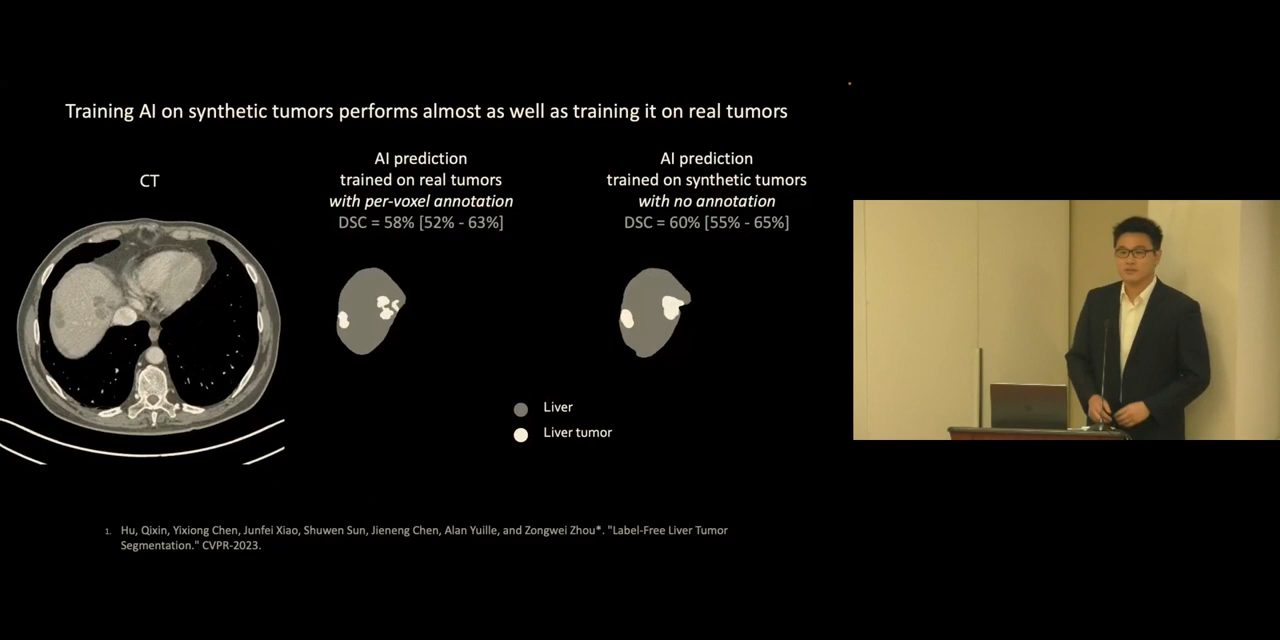 Training AI on synthetic tumors performs almost as well as training it on real tumors
CT
AI prediction
trained on real tumors
with per-voxel annotation
DSC = 58% [52% - 63%]
AI prediction
trained on synthetic tumors
with no annotation
DSC = 60% [55% - 65%]
Liver
Liver tumor
1. Hu, Qixin, Yixiong Chen, Junfei Xiao, Shuwen Sun, Jieneng Chen, Alan Yuille, and Zongwei Zhou*. "Label-Free Liver Tumor
Segmentation." CVPR-2023.